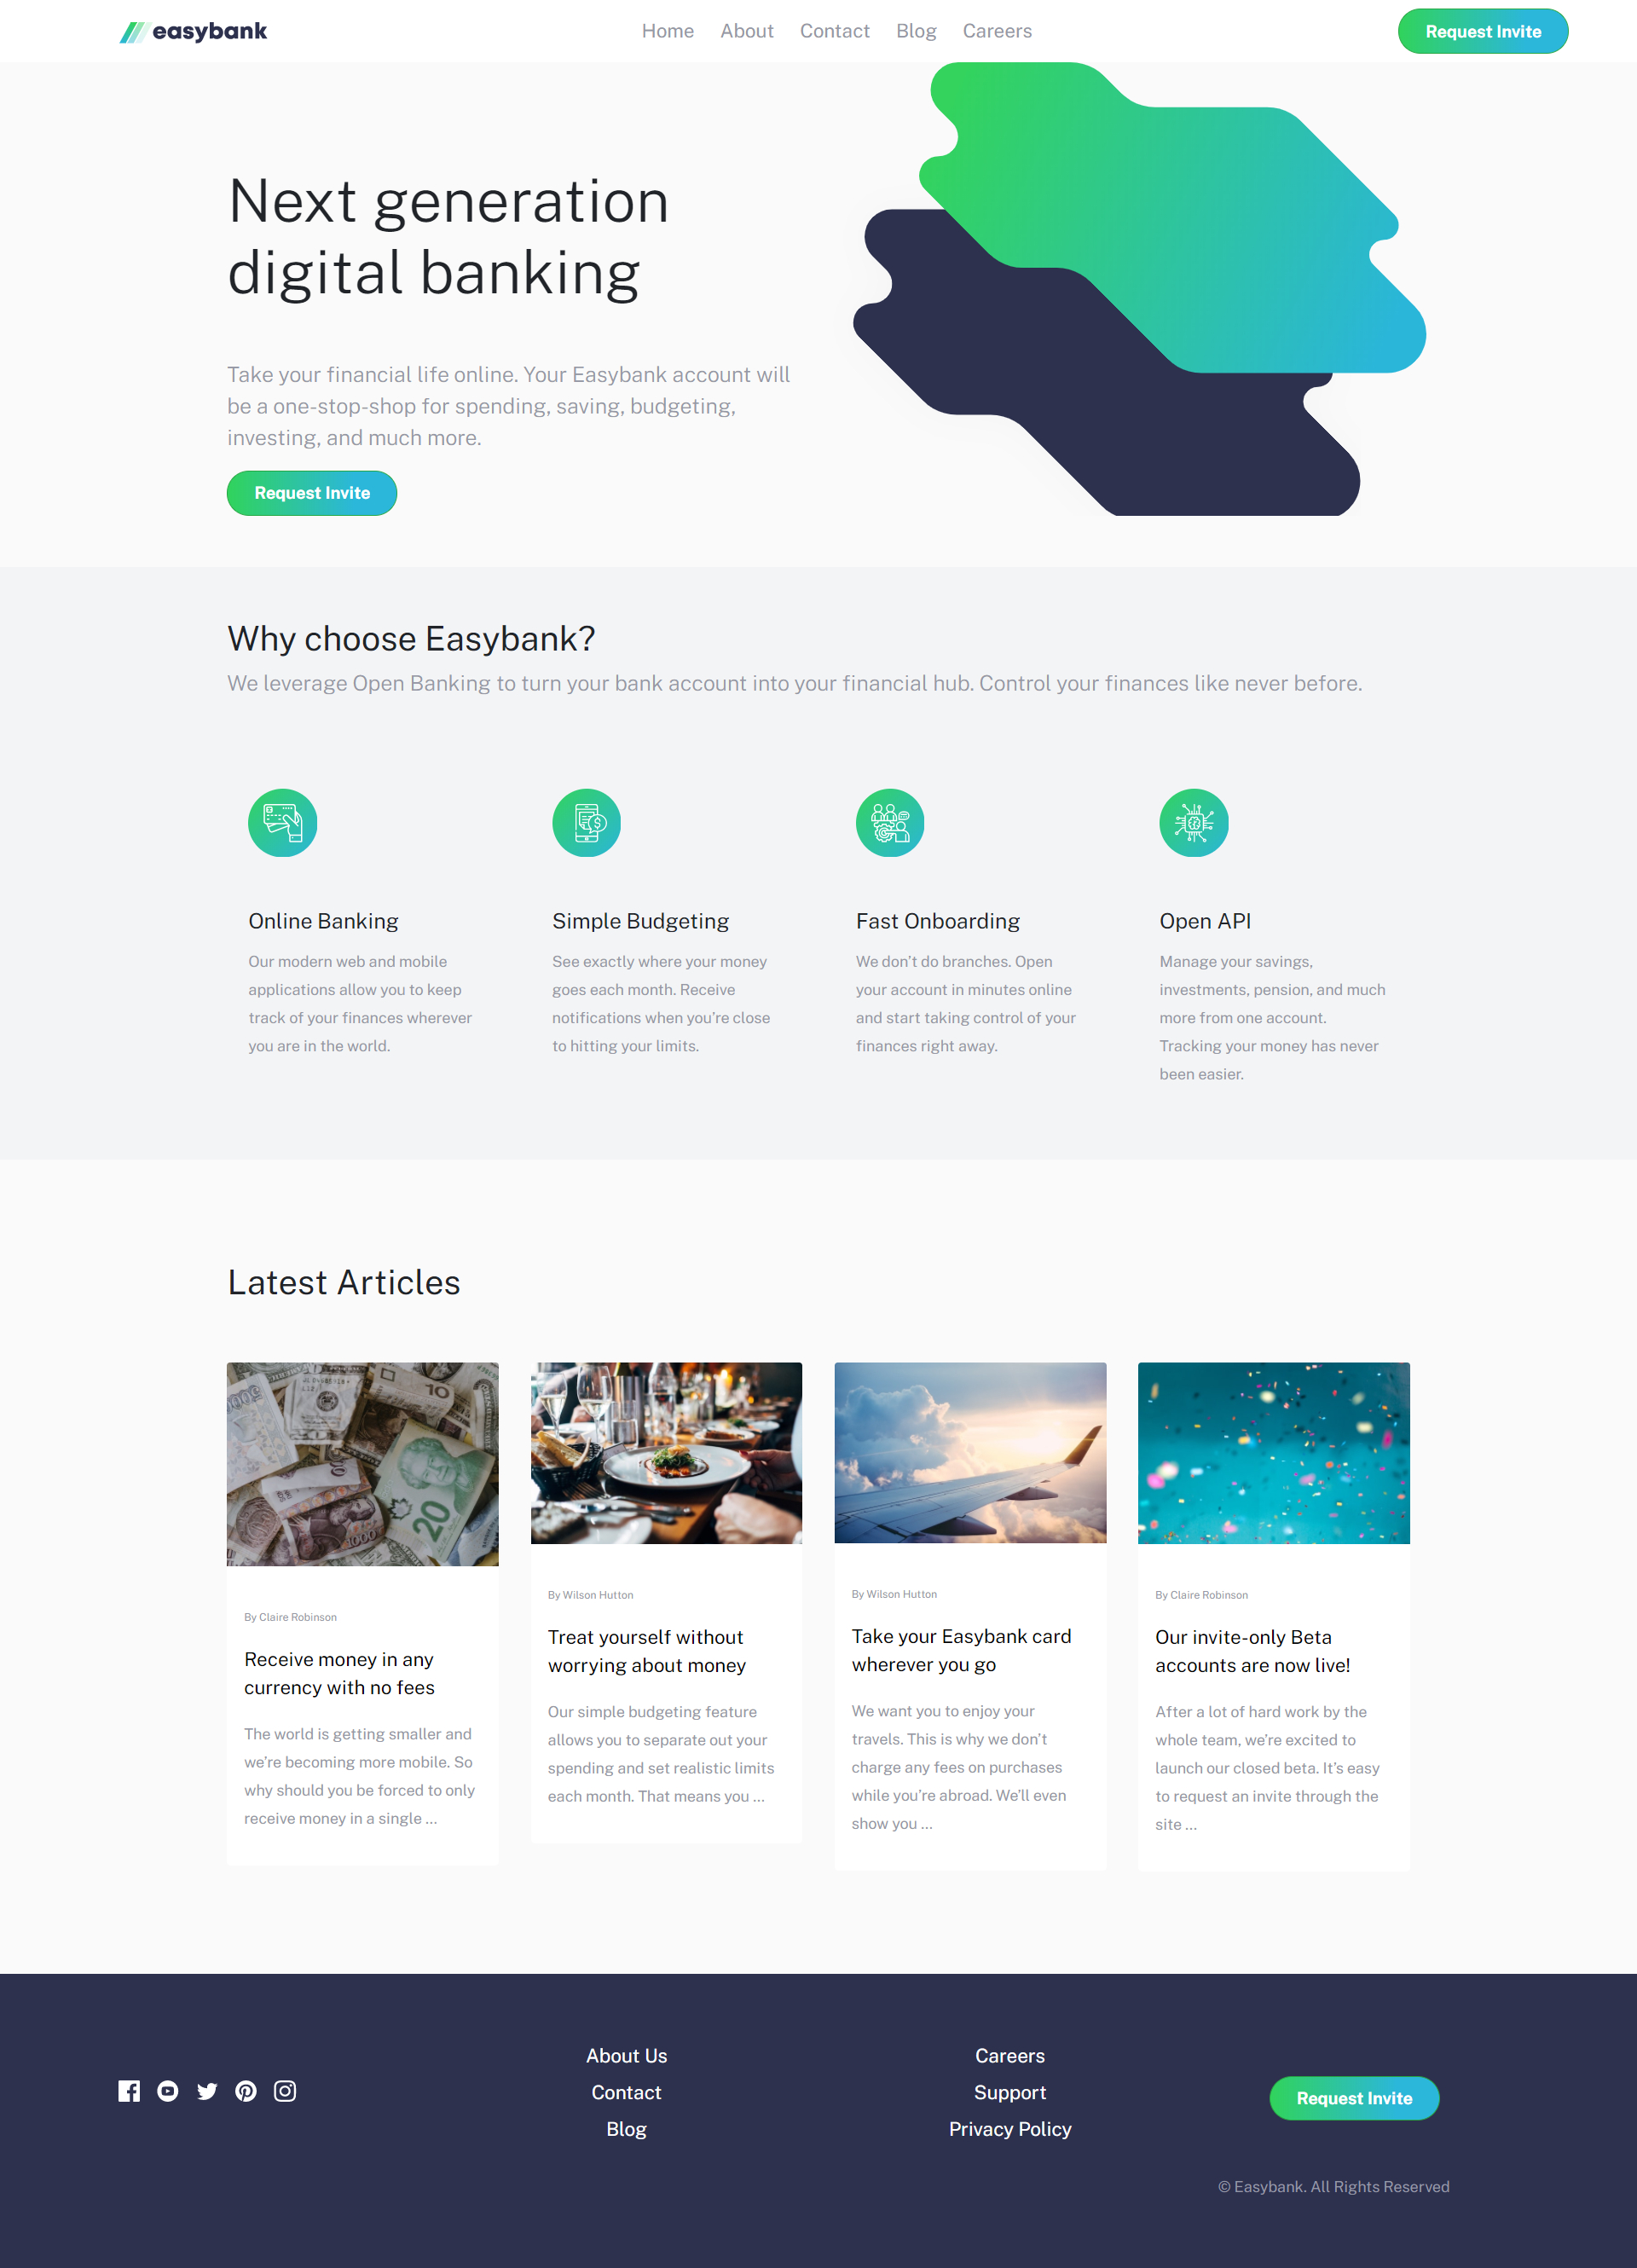 easybank
Home About Contact Blog Careers
Request Invite
Next generation
digital banking
Take your financial life online. Your Easybank account will
be a one-stop-shop for spending, saving, budgeting,
investing, and much more.
Request Invite
Why choose Easybank?
We leverage Open Banking to turn your bank account into your financial hub. Control your finances like never before.
Online Banking
Our modern web and mobile
applications allow you to keep
track of your finances wherever
you are in the world.
Simple Budgeting
See exactly where your money
goes each month. Receive
notifications when you’re close
to hitting your limits.
Fast Onboarding
We don’t do branches. Open
your account in minutes online
and start taking control of your
finances right away.
Open API
Manage your savings,
investments, pension, and much
more from one account.
Tracking your money has never
been easier.
Latest Articles
10
20
1000
By Claire Robinson
Receive money in any
currency with no fees
The world is getting smaller and
we’re becoming more mobile. So
why should you be forced to only
receive money in a single …
By Wilson Hutton
Treat yourself without
worrying about money
Our simple budgeting feature
allows you to separate out your
spending and set realistic limits
each month. That means you …
By Wilson Hutton
Take your Easybank card
wherever you go
We want you to enjoy your
travels. This is why we don’t
charge any fees on purchases
while you’re abroad. We’ll even
show you …
By Claire Robinson
Our invite-only Beta
accounts are now live!
After a lot of hard work by the
whole team, we’re excited to
launch our closed beta. It’s easy
to request an invite through the
site …
About Us
Contact
Blog
Careers
Support
Privacy Policy
Request Invite
© Easybank. All Rights Reserved